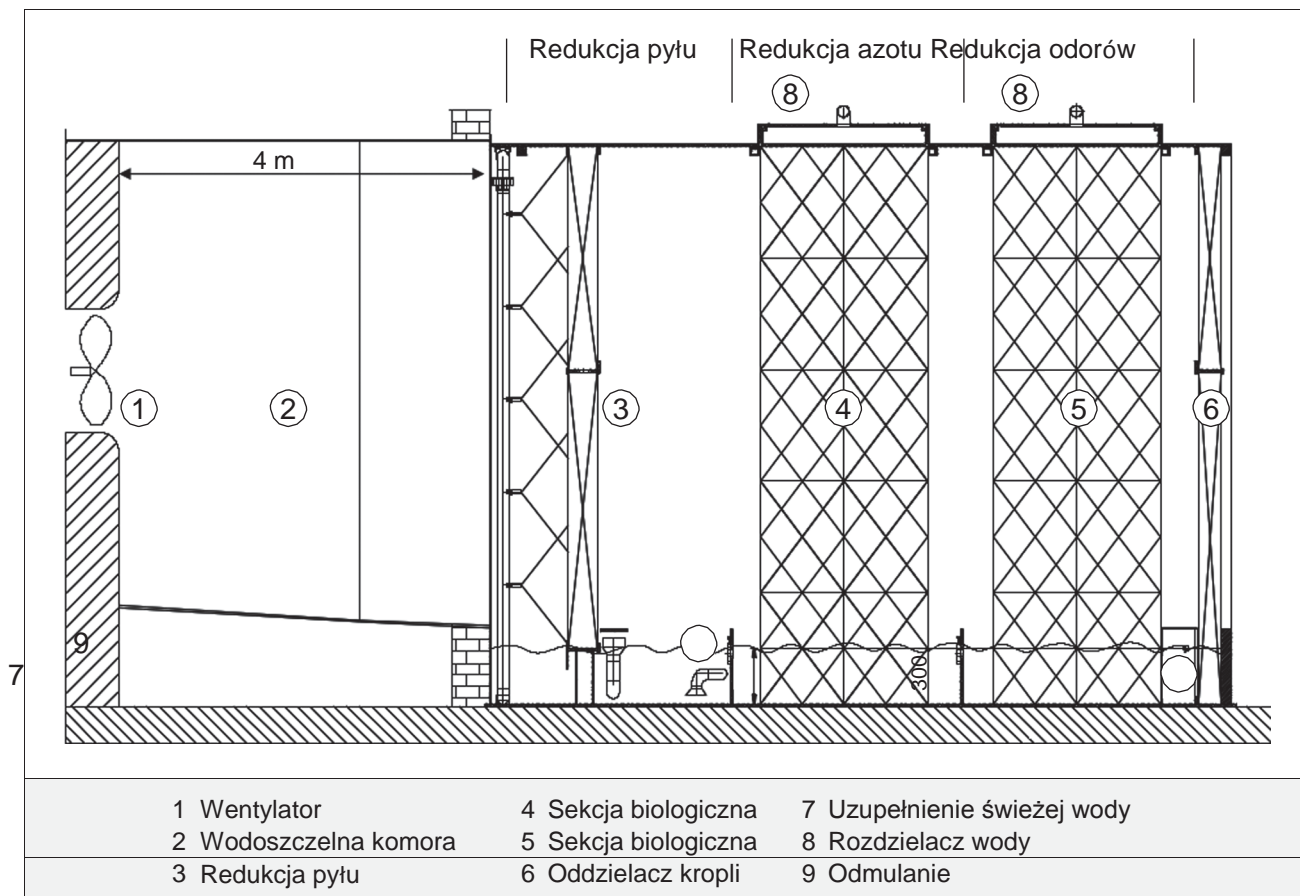 Redukcja pyłu Redukcja azotu Redukcja odorów
8 8
4 m
1 2 3 4 5 6
9
7
300
1 Wentylator 4 Sekcja biologiczna 7 Uzupełnienie świeżej wody
2 Wodoszczelna komora 5 Sekcja biologiczna 8 Rozdzielacz wody
3 Redukcja pyłu 6 Oddzielacz kropli 9 Odmulanie